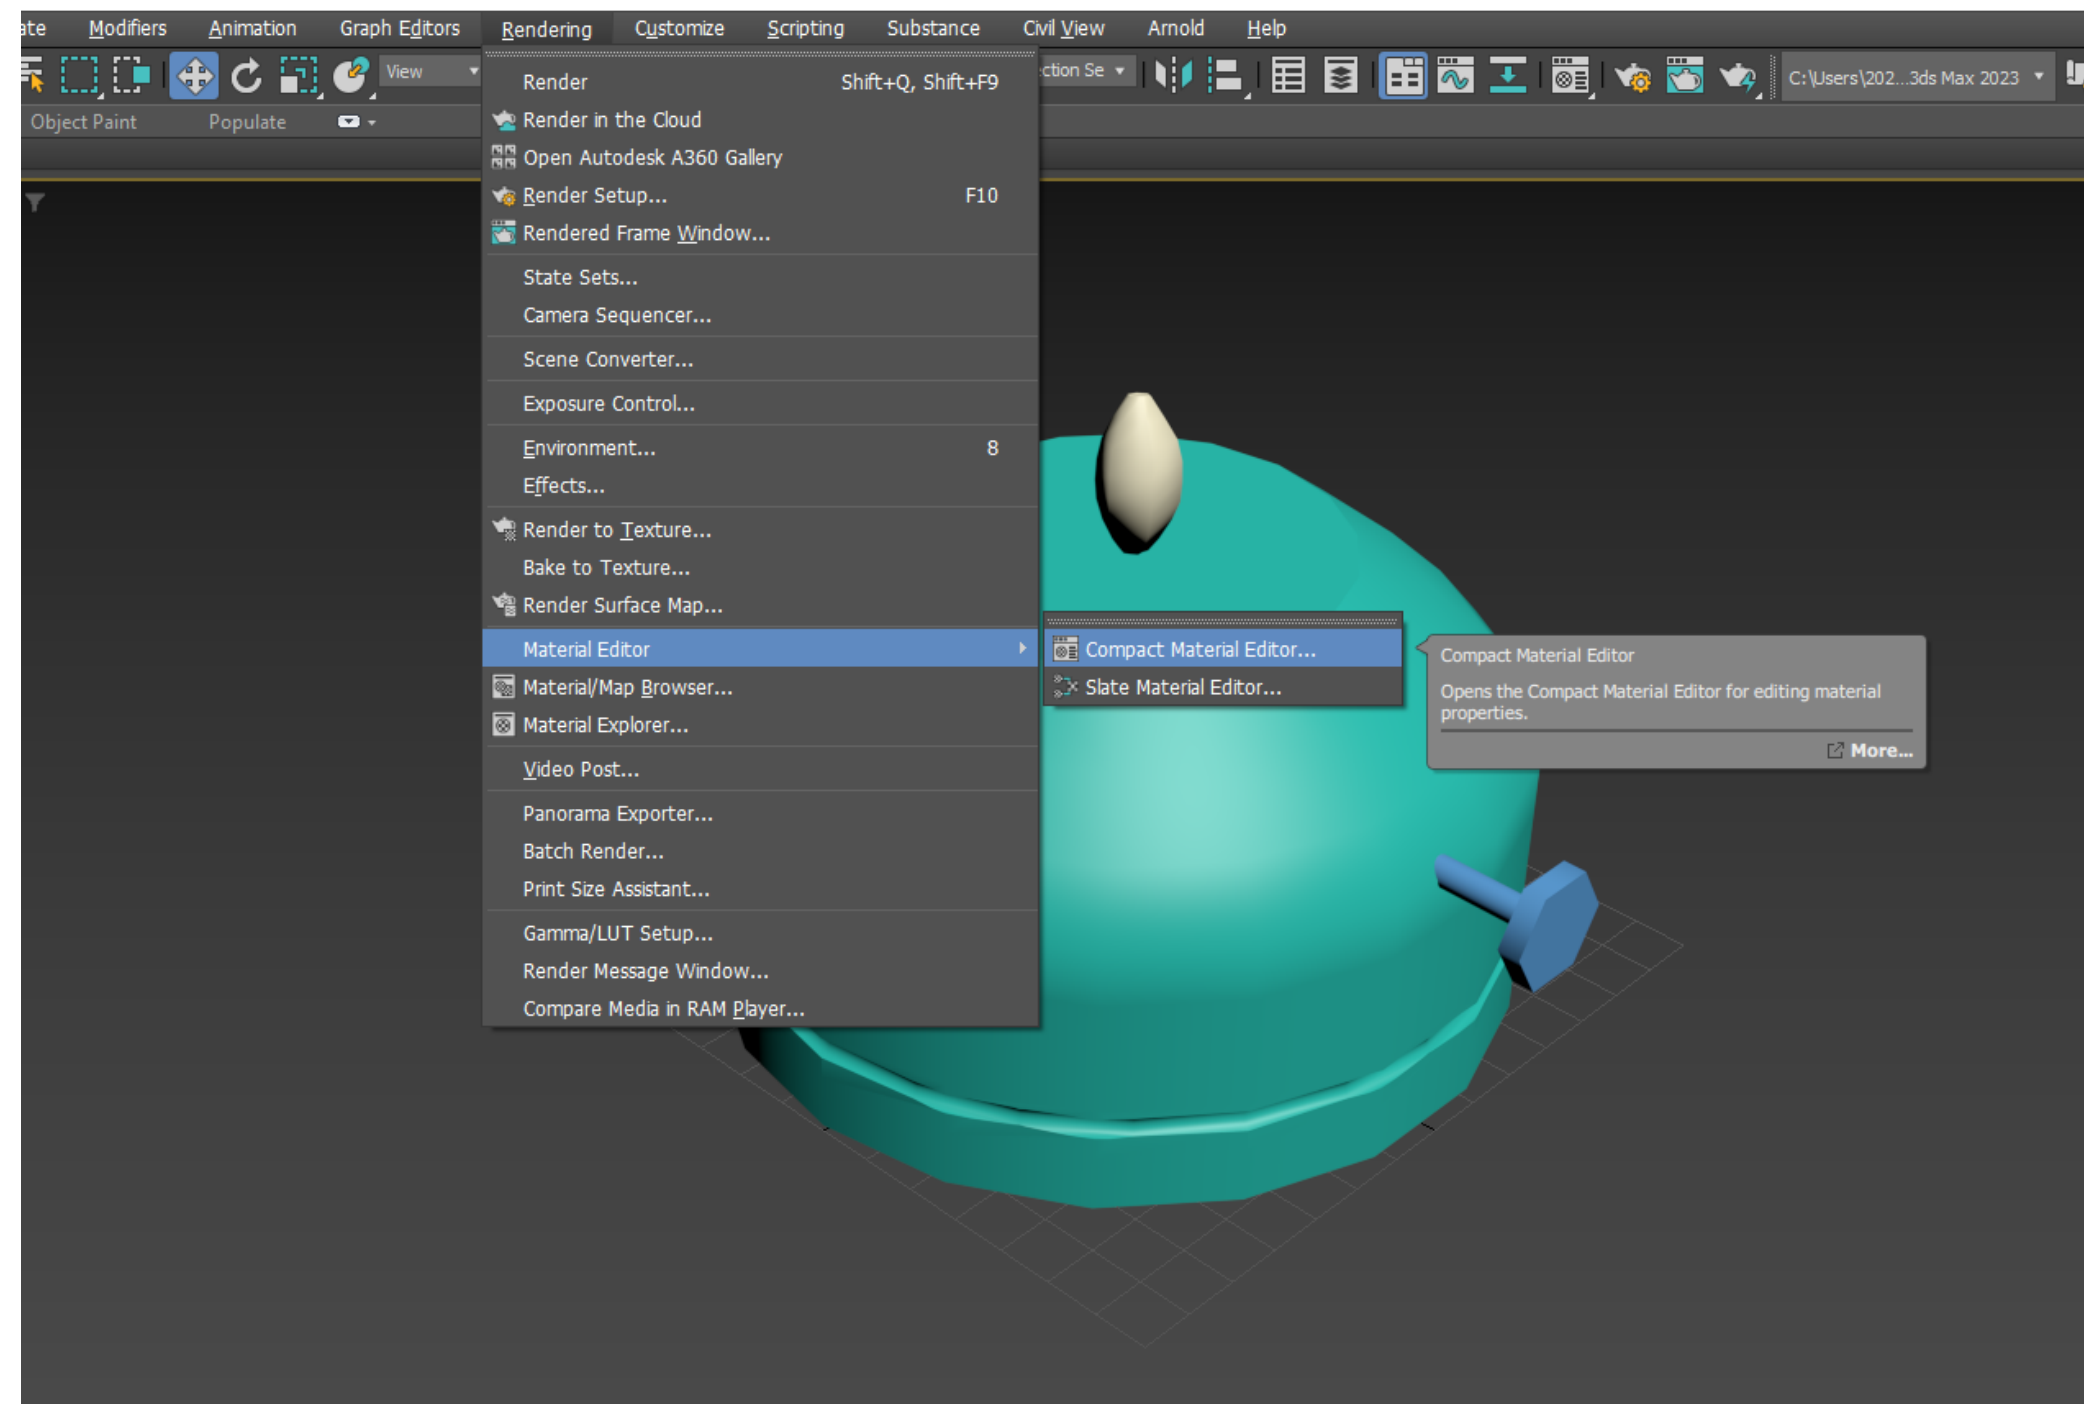 Modifiers Animation Graph Editors Rendering Customize Scripting Substance Civil View Arnold Help
View
ction Se
C:\Users\202...3ds Max 2023
Object Paint Populate
Render Shift+Q, Shift+F9
Render in the Cloud
Open Autodesk A360 Gallery
Render Setup... F10
Rendered Frame Window...
State Sets...
Camera Sequencer...
Scene Converter...
Exposure Control...
Environment... 8
Effects...
Render to Texture...
Bake to Texture...
Render Surface Map...
Material Editor
Material/Map Browser...
Material Explorer...
Video Post...
Panorama Exporter...
Batch Render...
Print Size Assistant...
Gamma/LUT Setup...
Render Message Window...
Compare Media in RAM Player...
Compact Material Editor...
Slate Material Editor...
Compact Material Editor
Opens the Compact Material Editor for editing material
properties.
More...